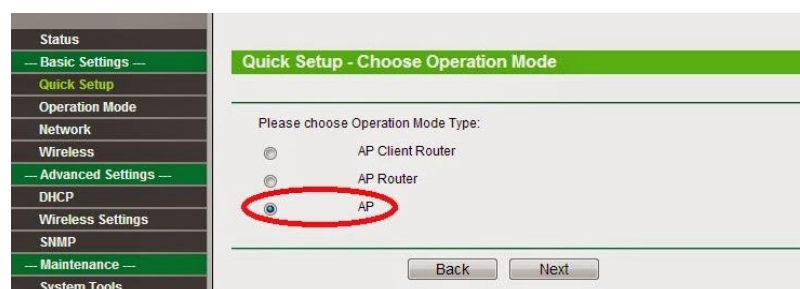 Status
--- Basic Settings ---
Quick Setup
Operation Mode
Network
Wireless
--- Advanced Settings ---
DHCP
Wireless Settings
SNMP
--- Maintenance ---
System Tools
Quick Setup - Choose Operation Mode
Please choose Operation Mode Type:
AP Client Router
AP Router
AP
Back Next